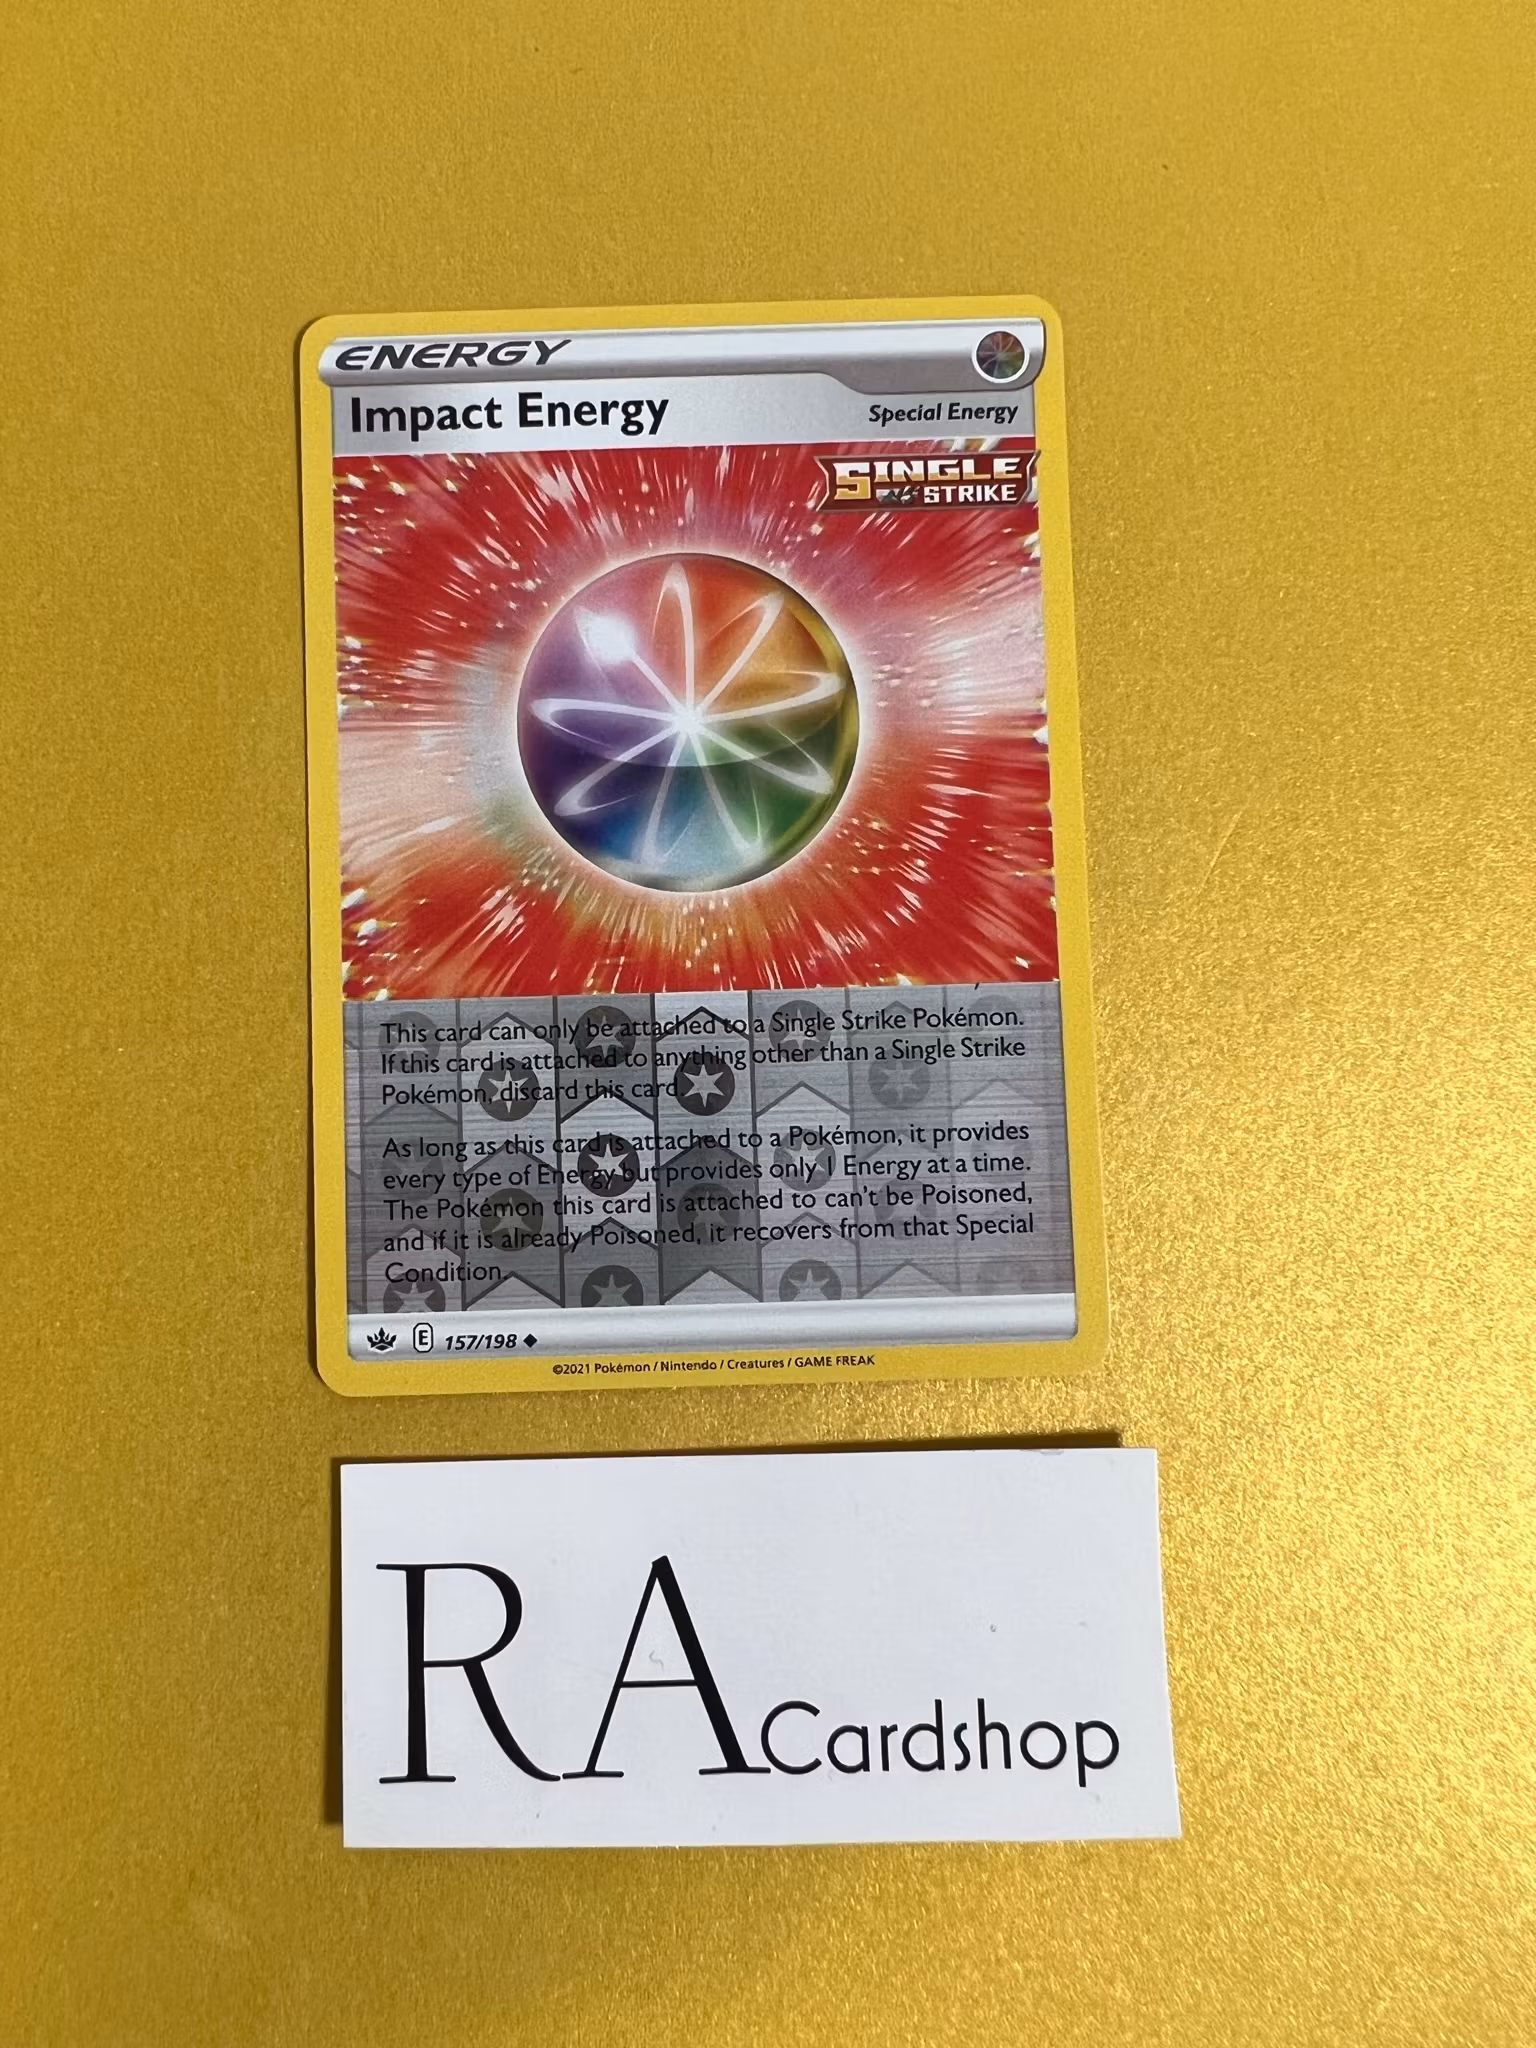 ENERGY
Impact Energy
Special Energy
SINGLE
STRIKE
This card can only be attached to a Single Strike Pokémon.
If this card is attached to anything other than a Single Strike
Pokémon, discard this card.
As long as this card is attached to a Pokémon, it provides
every type of Energy but provides only 1 Energy at a time.
The Pokémon this card is attached to can't be Poisoned,
and if it is already Poisoned, it recovers from that Special
Condition.
E 157/198
©2021 Pokémon / Nintendo / Creatures / GAME FREAK
RA Cardshop